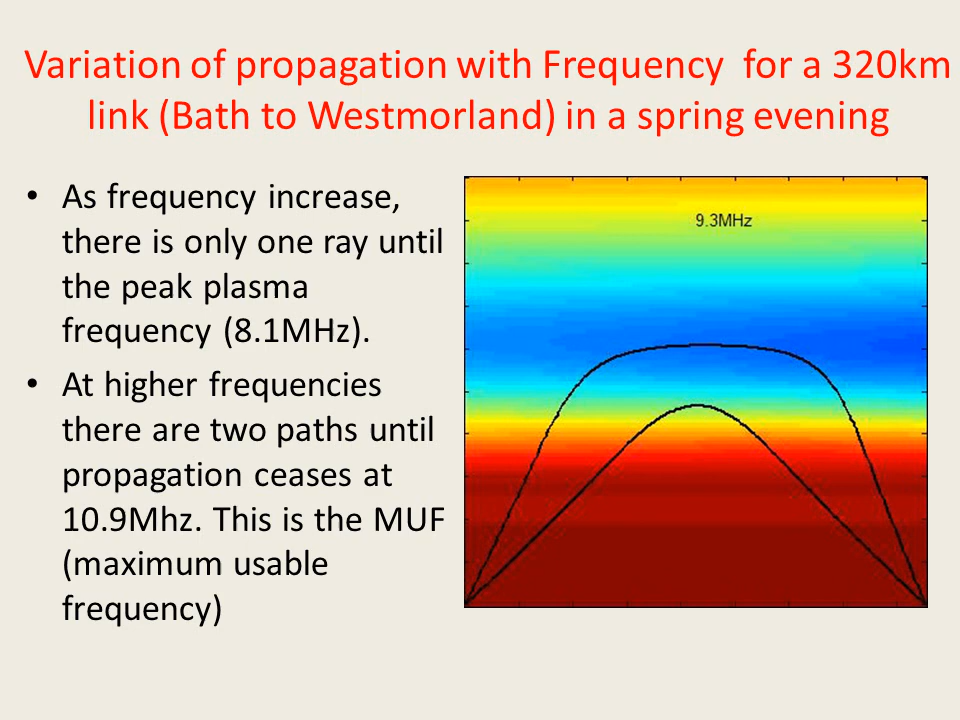 Variation of propagation with Frequency for a 320km
link (Bath to Westmorland) in a spring evening
• As frequency increase,
there is only one ray until
the peak plasma
frequency (8.1MHz).
• At higher frequencies
there are two paths until
propagation ceases at
10.9Mhz. This is the MUF
(maximum usable
frequency)
9.3MHz